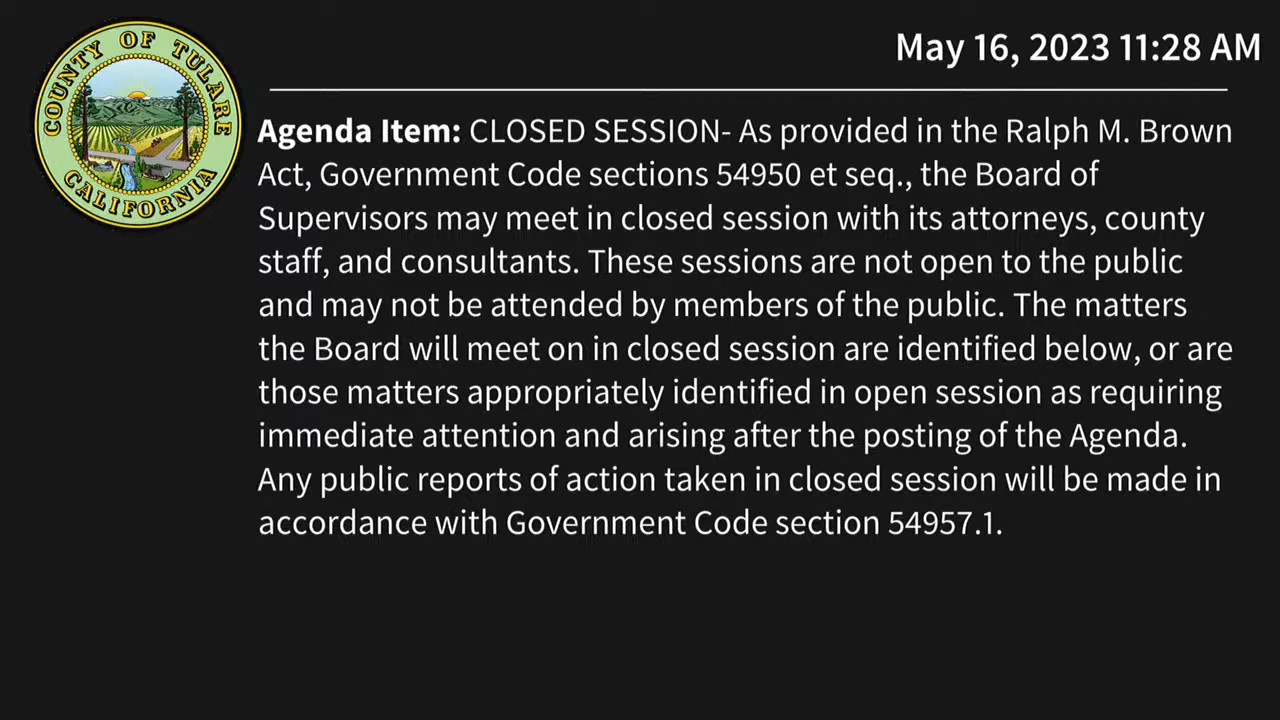 COUNTY OF TULARE
CALIFORNIA
May 16, 2023 11:28 AM
Agenda Item: CLOSED SESSION- As provided in the Ralph M. Brown
Act, Government Code sections 54950 et seq., the Board of
Supervisors may meet in closed session with its attorneys, county
staff, and consultants. These sessions are not open to the public
and may not be attended by members of the public. The matters
the Board will meet on in closed session are identified below, or are
those matters appropriately identified in open session as requiring
immediate attention and arising after the posting of the Agenda.
Any public reports of action taken in closed session will be made in
accordance with Government Code section 54957.1.